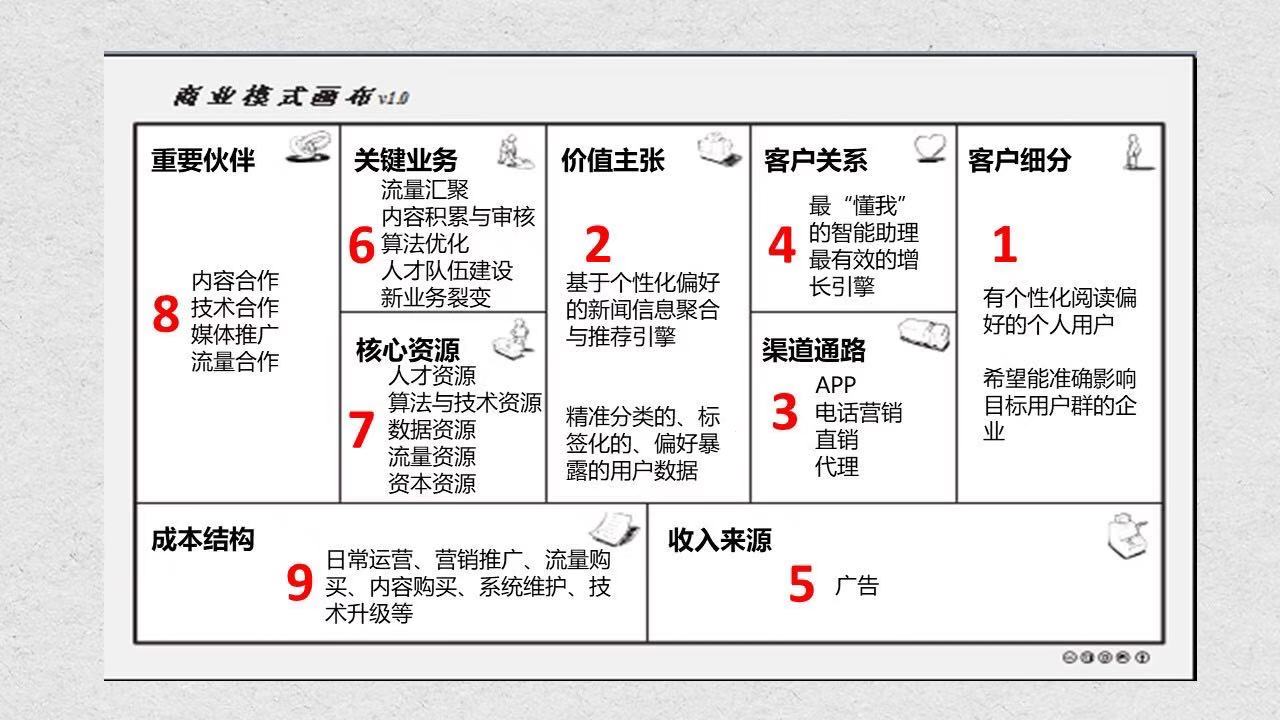 商业模式画布v1.0
重要伙伴
8
内容合作
技术合作
媒体推广
流量合作
关键业务
6
流量汇聚
内容积累与审核
算法优化
人才队伍建设
新业务裂变
核心资源
7
人才资源
算法与技术资源
数据资源
流量资源
资本资源
价值主张
2
基于个性化偏好
的新闻信息聚合
与推荐引擎
精准分类的、标
签化的、偏好暴
露的用户数据
客户关系
4
最“懂我”
的智能助理
最有效的增
长引擎
渠道通路
3
APP
电话营销
直销
代理
客户细分
1
有个性化阅读偏
好的个人用户
希望能准确影响
目标用户群的企
业
成本结构
9
日常运营、营销推广、流量购
买、内容购买、系统维护、技
术升级等
收入来源
5
广告